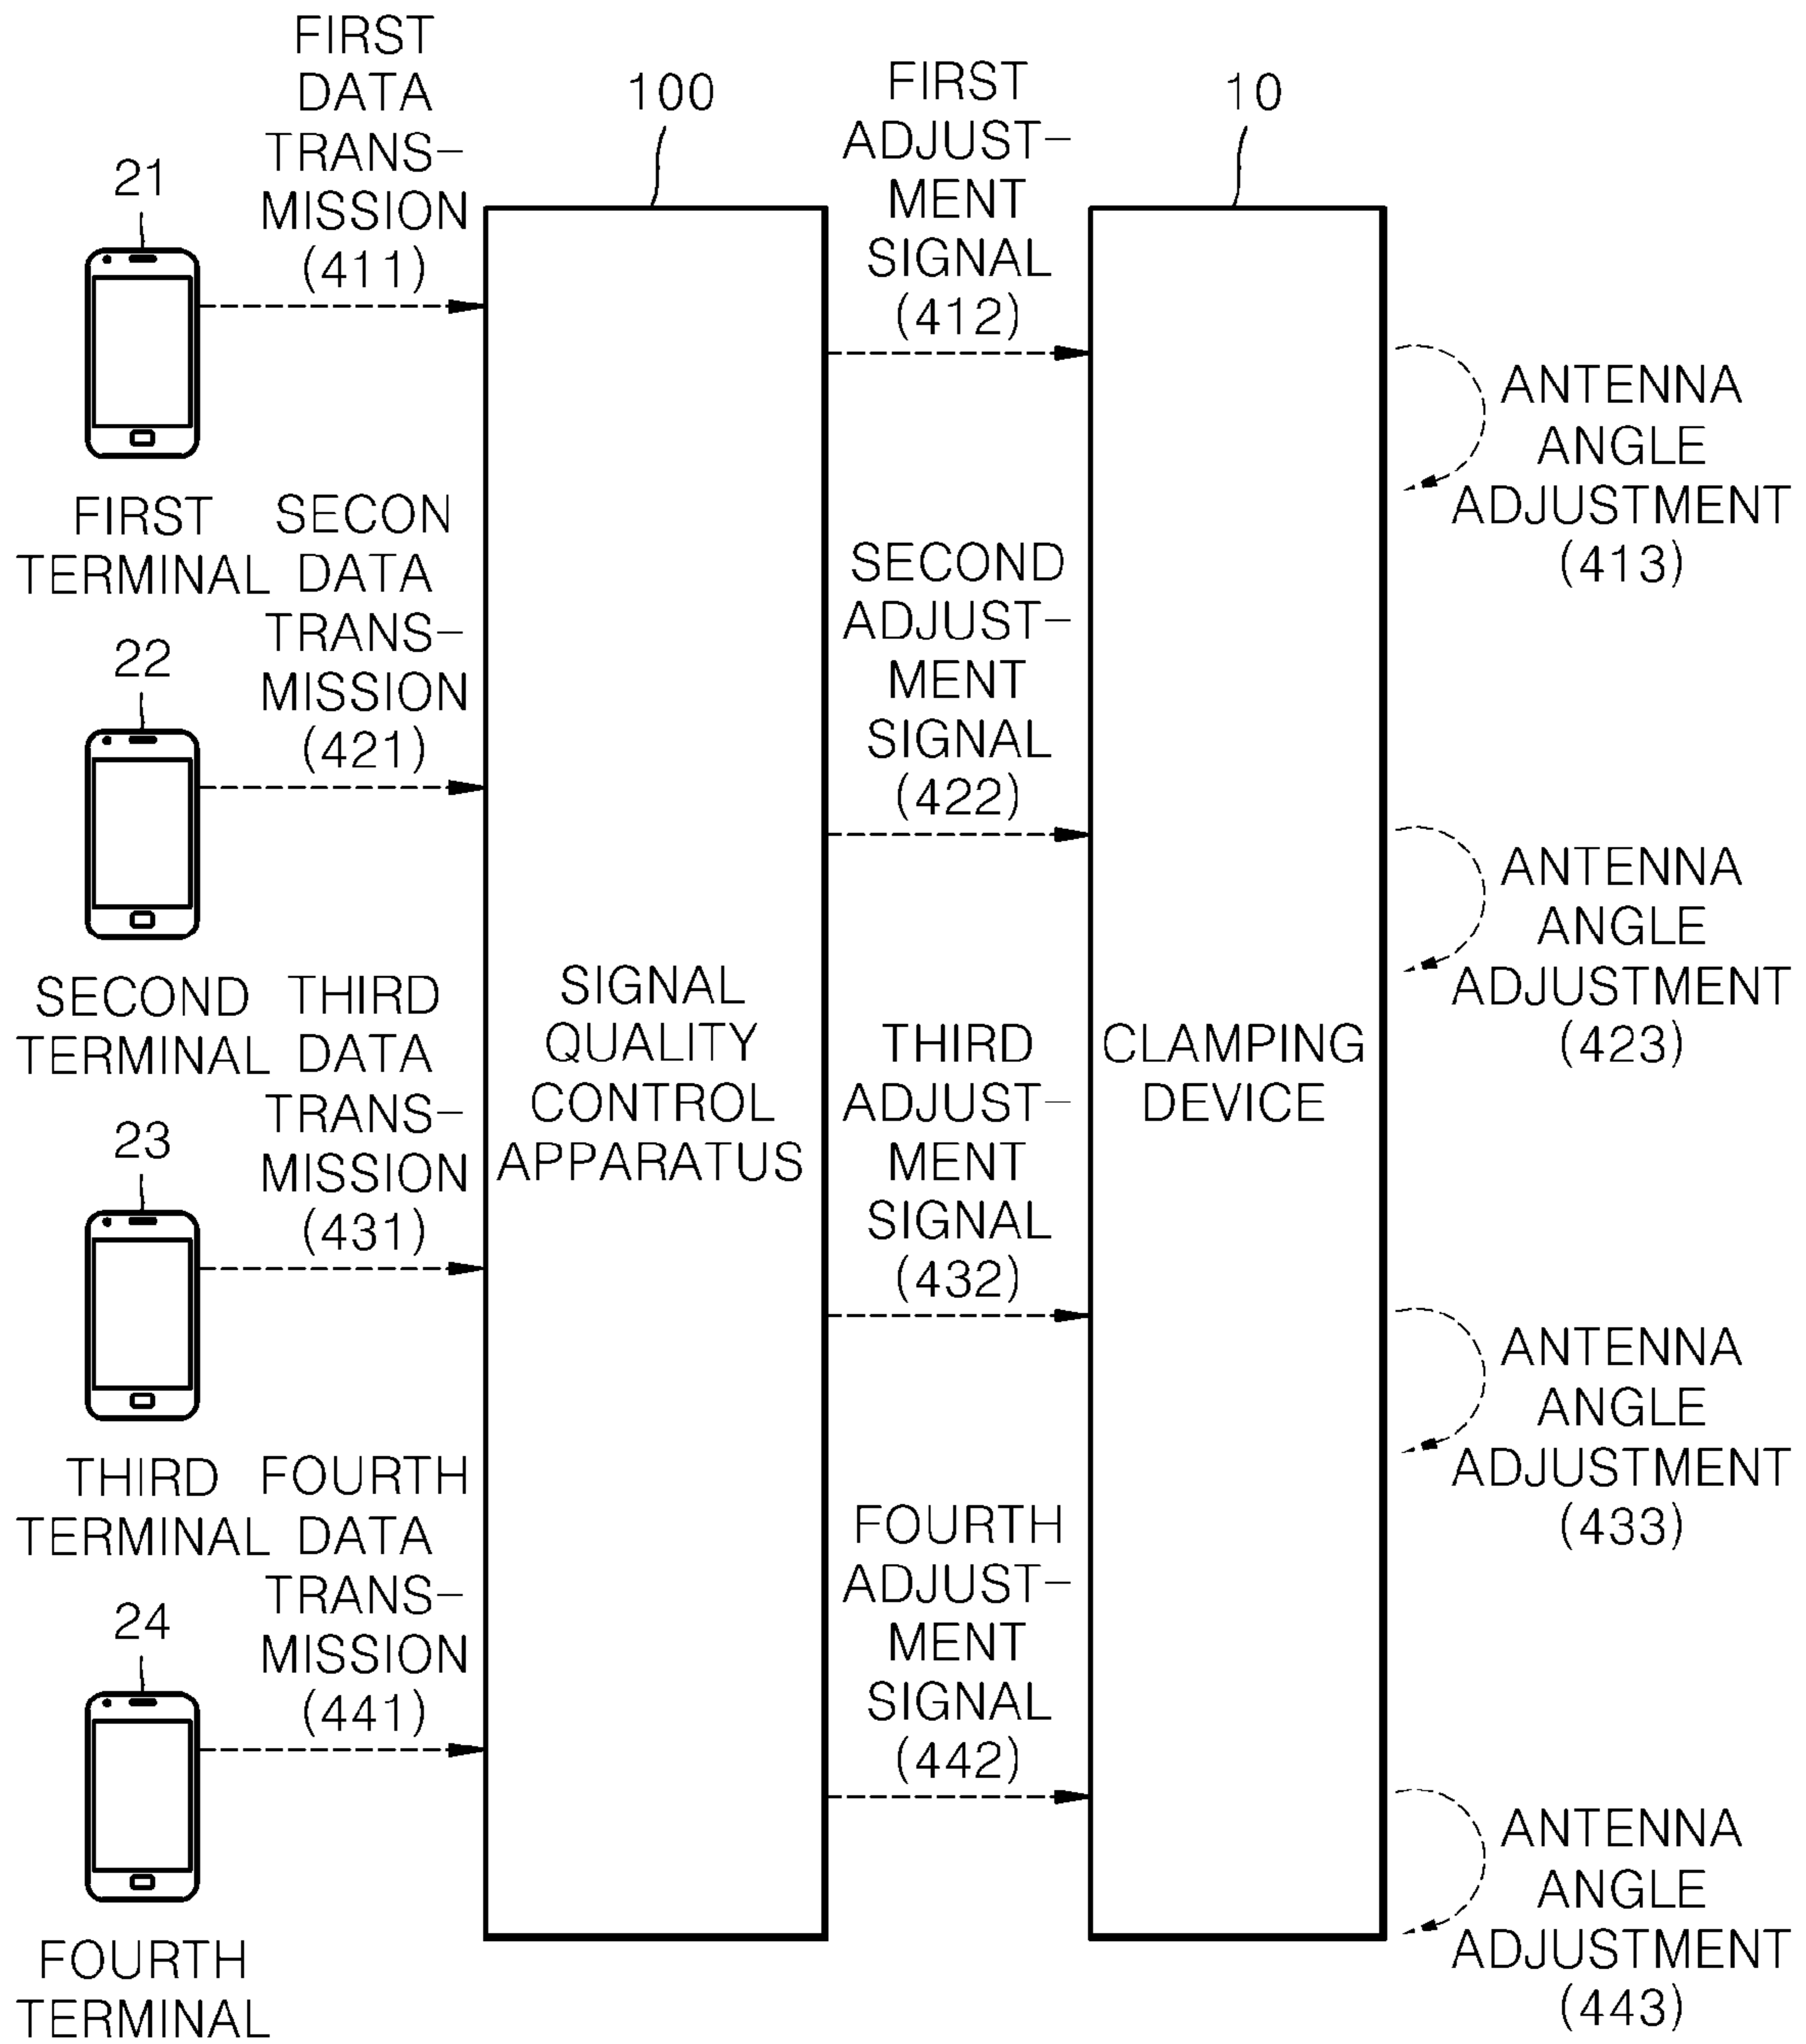 FIRST
DATA
TRANS-
MISSION
(411)
100
FIRST
ADJUST-
MENT
SIGNAL
(412)
10
21
FIRST
TERMINAL
ANTENNA
ANGLE
ADJUSTMENT
(413)
SECON
DATA
TRANS-
MISSION
(421)
SECOND
ADJUST-
MENT
SIGNAL
(422)
22
SECOND
TERMINAL
ANTENNA
ANGLE
ADJUSTMENT
(423)
SIGNAL
QUALITY
CONTROL
APPARATUS
CLAMPING
DEVICE
THIRD
DATA
TRANS-
MISSION
(431)
THIRD
ADJUST-
MENT
SIGNAL
(432)
23
THIRD
TERMINAL
ANTENNA
ANGLE
ADJUSTMENT
(433)
FOURTH
DATA
TRANS-
MISSION
(441)
FOURTH
ADJUST-
MENT
SIGNAL
(442)
24
FOURTH
TERMINAL
ANTENNA
ANGLE
ADJUSTMENT
(443)